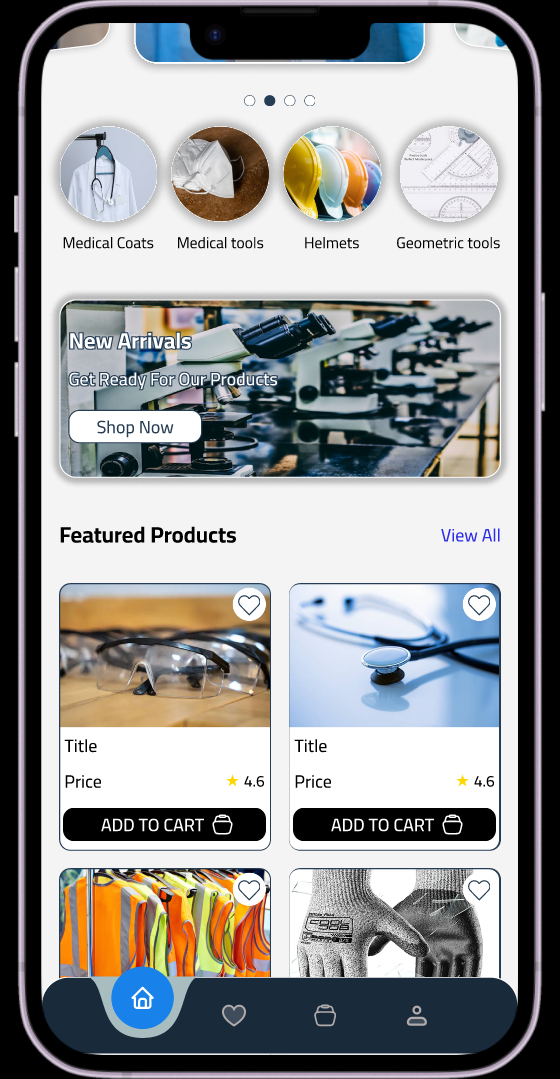 Medical Coats
Medical tools
Helmets
Geometric tools
New Arrivals
Get Ready For Our Products
Shop Now
Featured Products
View All
Title
Price
4.6
ADD TO CART
Title
Price
4.6
ADD TO CART